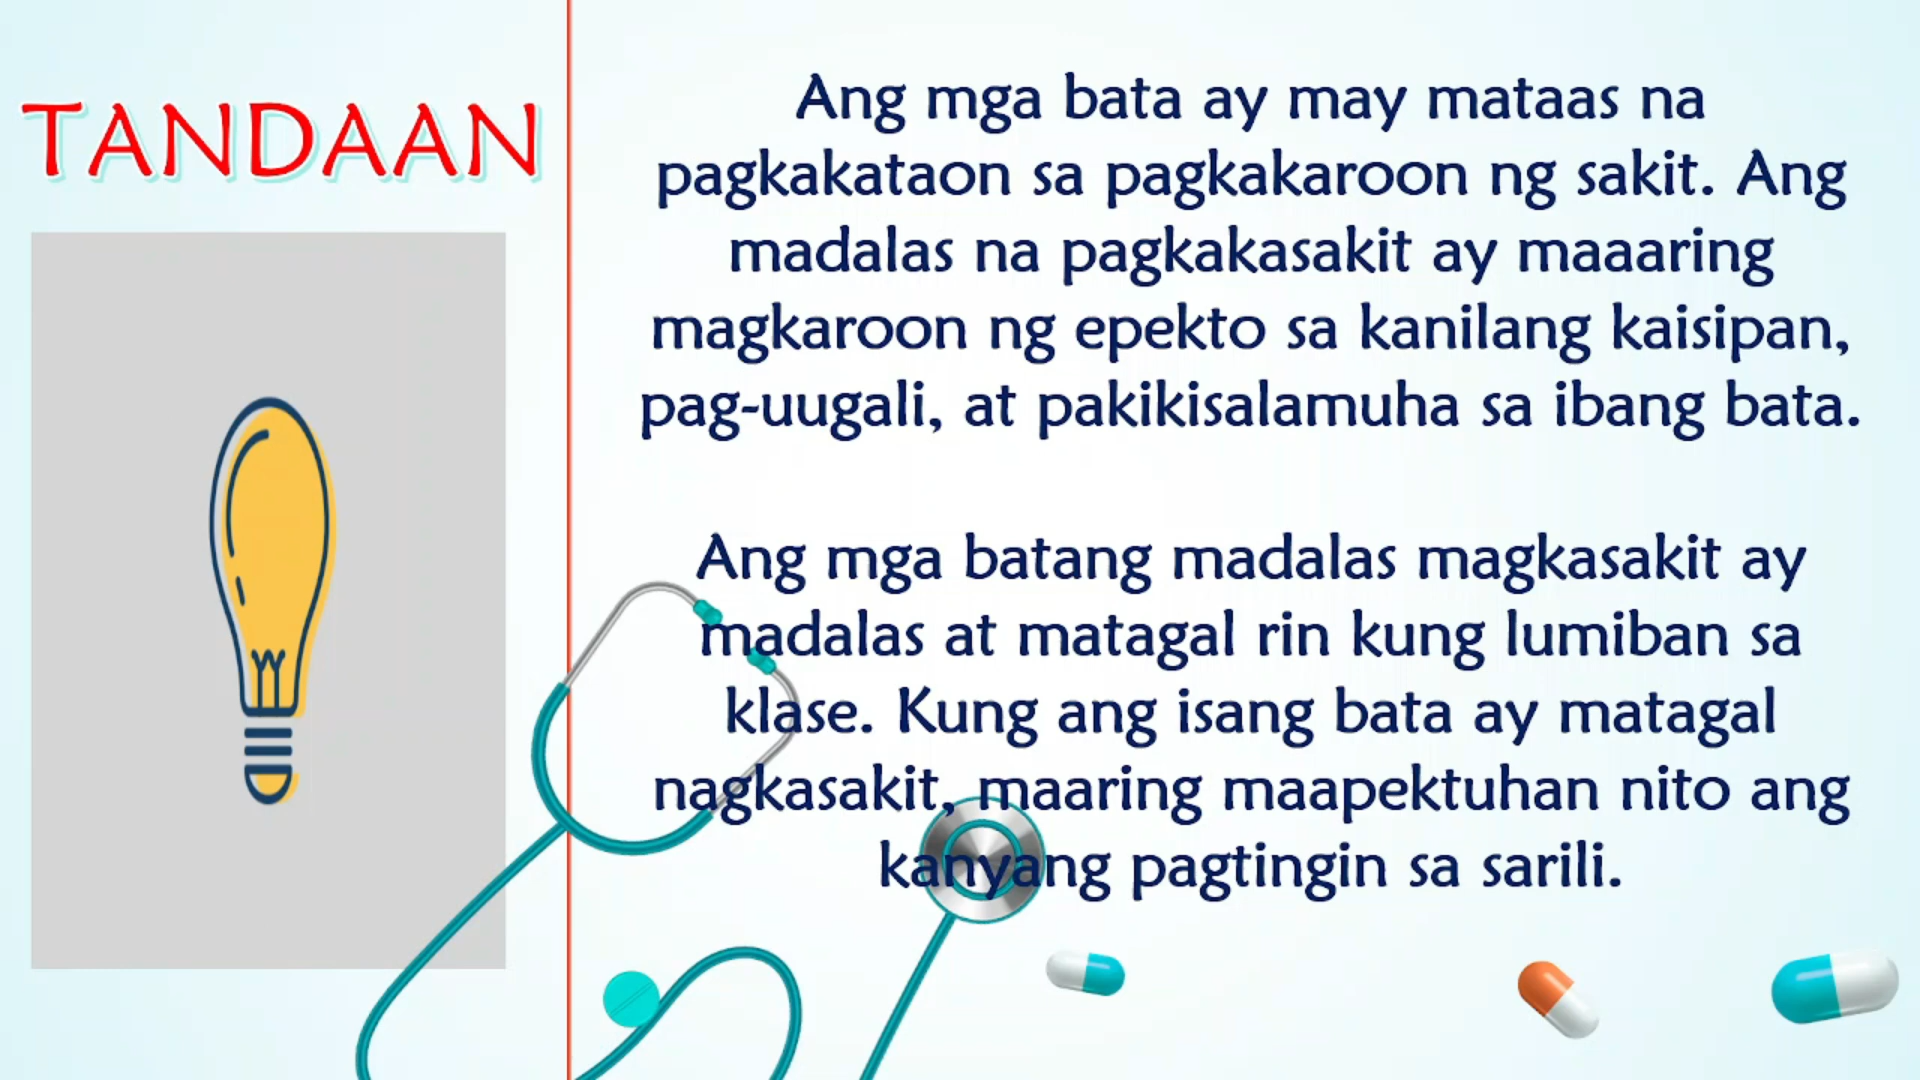 TANDAAN
Ang mga bata ay may mataas na
pagkakataon sa pagkakaroon ng sakit. Ang
madalas na pagkakasakit ay maaaring
magkaroon ng epekto sa kanilang kaisipan,
pag-uugali, at pakikisalamuha sa ibang bata.
Ang mga batang madalas magkasakit ay
madalas at matagal rin kung lumiban sa
klase. Kung ang isang bata ay matagal
nagkasakit, maaring maapektuhan nito ang
kanyang pagtingin sa sarili.